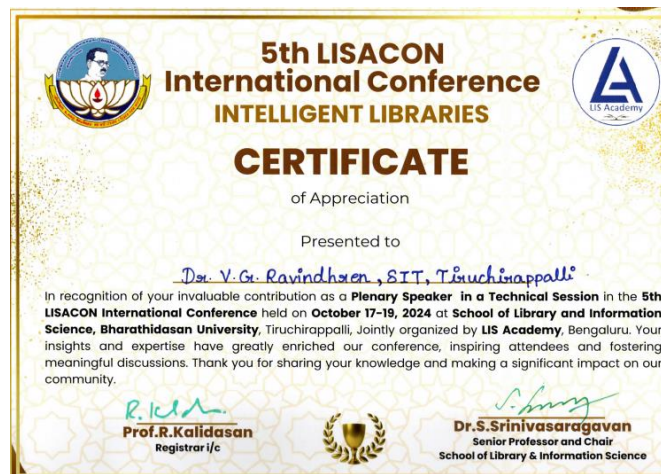 5th LISACON
International Conference
INTELLIGENT LIBRARIES
LIS Academy
CERTIFICATE
of Appreciation
Presented to
Dr. V. G. Ravindhren, SIT, Tiruchirappalli
In recognition of your invaluable contribution as a Plenary Speaker in a Technical Session in the 5th
LISACON International Conference held on October 17-19, 2024 at School of Library and Information
Science, Bharathidasan University, Tiruchirappalli, Jointly organized by LIS Academy, Bengaluru. Your
insights and expertise have greatly enriched our conference, inspiring attendees and fostering
meaningful discussions. Thank you for sharing your knowledge and making a significant impact on our
community.
Prof.R.Kalidasan
Registrar i/c
Dr.S.Srinivasaragavan
Senior Professor and Chair
School of Library & Information Science